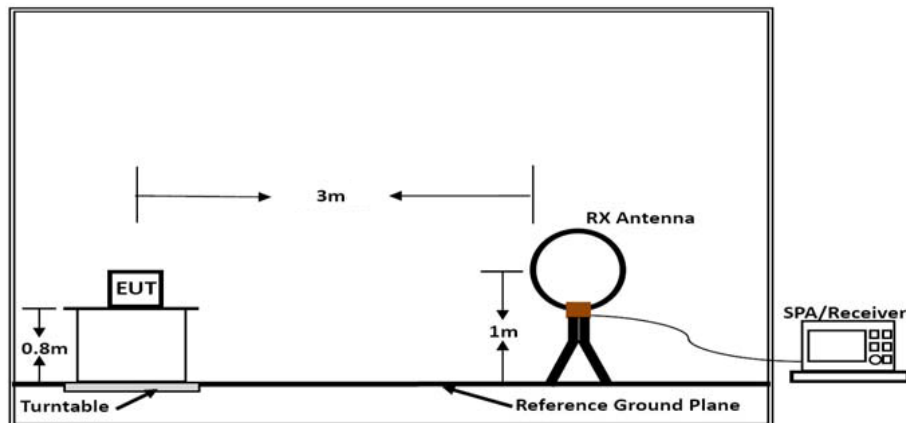 3m
RX Antenna
EUT
SPA/Receiver
0.8m
1m
Turntable
Reference Ground Plane